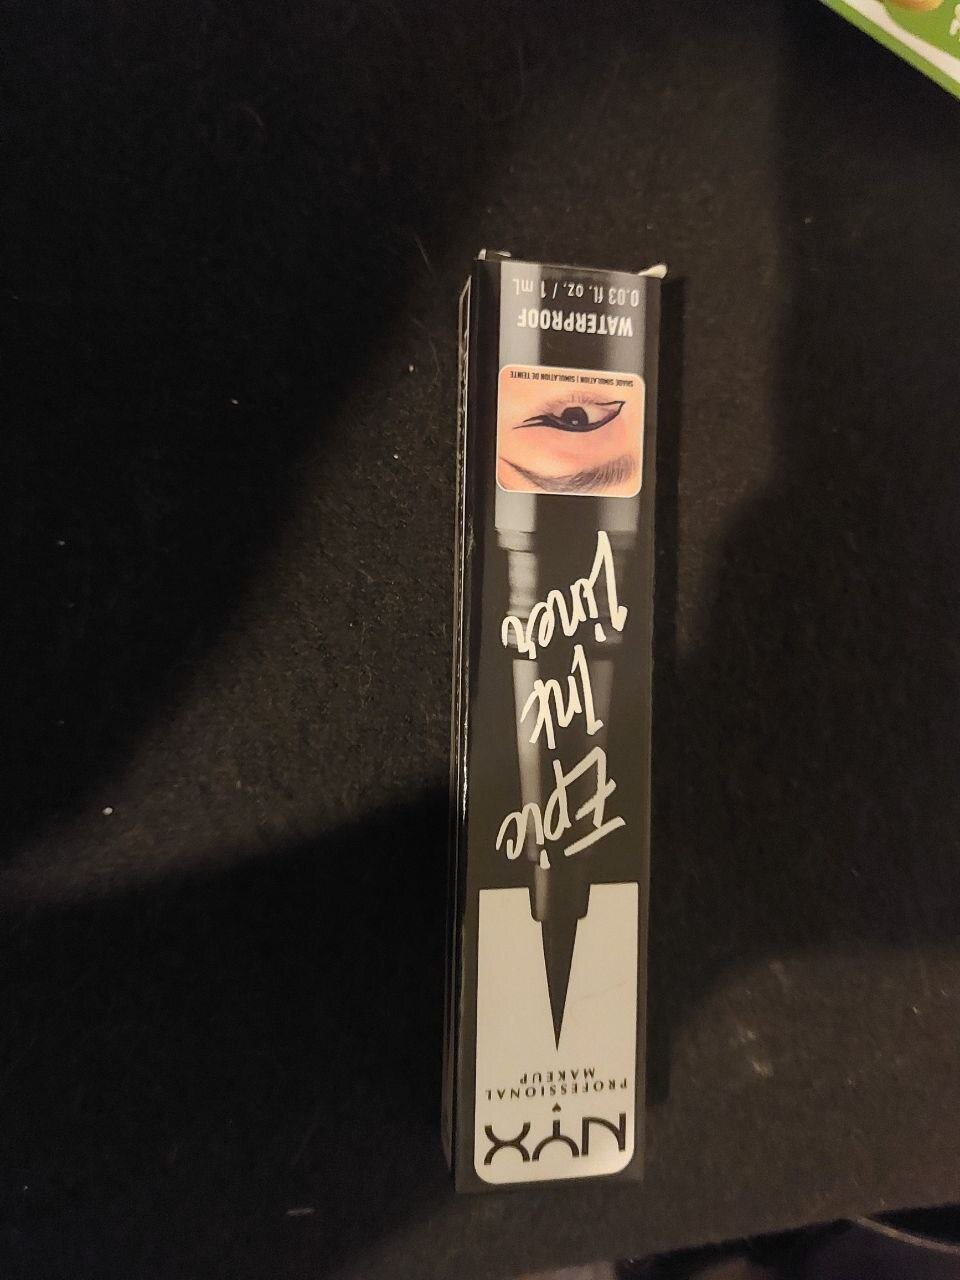 NYX
PROFESSIONAL
MAKEUP
Epic
Ink
Liner
SHADE SIMULATION | SIMULATION DE TEINTE
WATERPROOF
0.03 fl. oz. / 1 mL